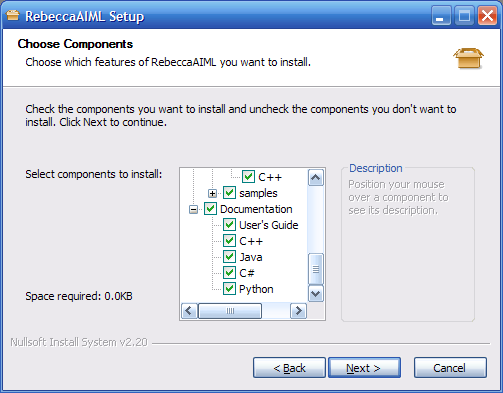 RebeccaAIML Setup
Choose Components
Choose which features of RebeccaAIML you want to install.
Check the components you want to install and uncheck the components you don't want to
install. Click Next to continue.
Select components to install:
C++
samples
Documentation
User's Guide
C++
Java
C#
Python
Description
Position your mouse
over a component to
see its description.
Space required: 0.0KB
Nullsoft Install System v2.20
< Back
Next >
Cancel